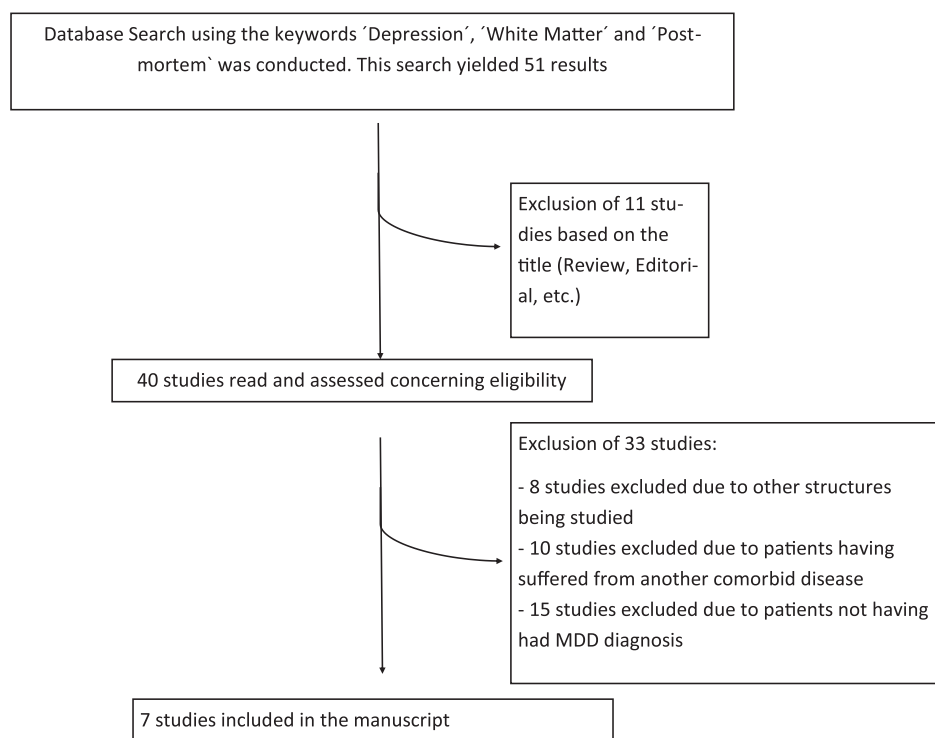 Database Search using the keywords ´Depression´, ´White Matter´ and ´Post-
mortem` was conducted. This search yielded 51 results
Exclusion of 11 stu-
dies based on the
title (Review, Editori-
al, etc.)
40 studies read and assessed concerning eligibility
Exclusion of 33 studies:
- 8 studies excluded due to other structures
being studied
- 10 studies excluded due to patients having
suffered from another comorbid disease
- 15 studies excluded due to patients not having
had MDD diagnosis
7 studies included in the manuscript